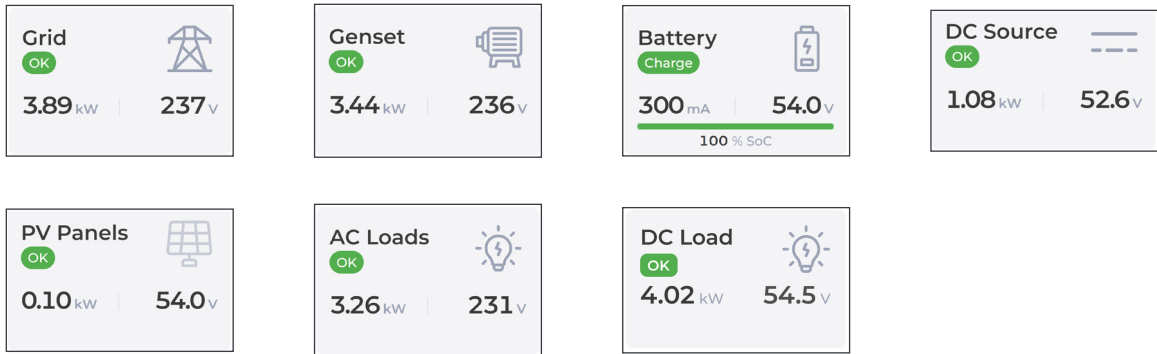 Grid
OK
3.89 kW 237 V
Genset
OK
3.44 kW 236 V
Battery
Charge
300 mA 54.0 V
100 % SoC
DC Source
OK
1.08 kW 52.6 V
PV Panels
OK
0.10 kW 54.0 V
AC Loads
OK
3.26 kW 231 V
DC Load
OK
4.02 kW 54.5 V